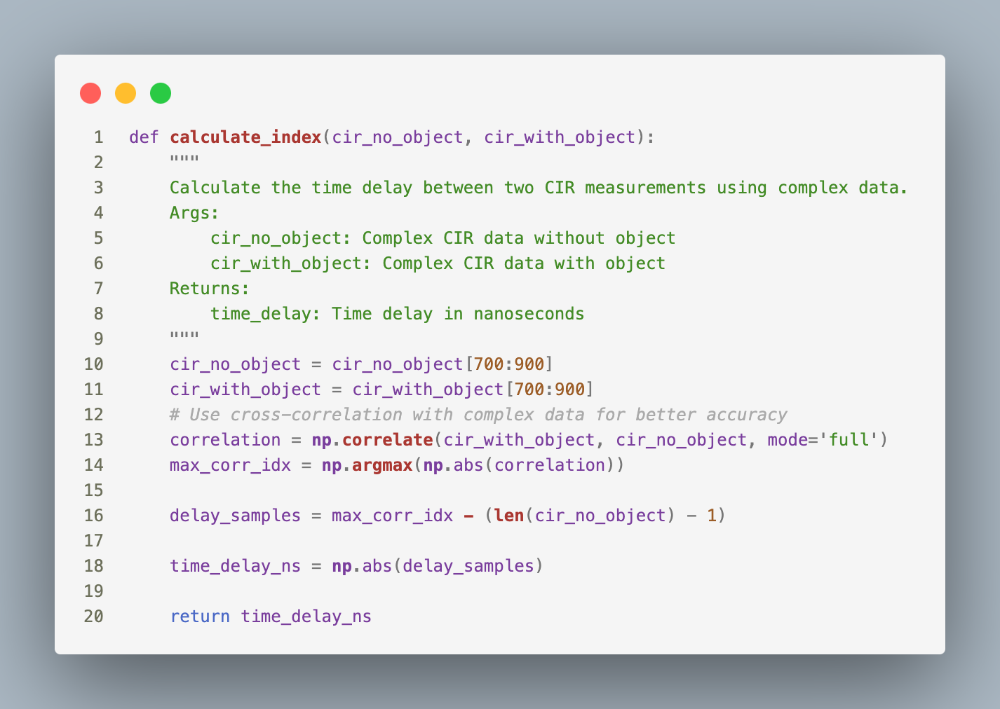 1 def calculate_index(cir_no_object, cir_with_object):
2     """
3     Calculate the time delay between two CIR measurements using complex data.
4     Args:
5         cir_no_object: Complex CIR data without object
6         cir_with_object: Complex CIR data with object
7     Returns:
8         time_delay: Time delay in nanoseconds
9     """
10     cir_no_object = cir_no_object[700:900]
11     cir_with_object = cir_with_object[700:900]
12     # Use cross-correlation with complex data for better accuracy
13     correlation = np.correlate(cir_with_object, cir_no_object, mode='full')
14     max_corr_idx = np.argmax(np.abs(correlation))
15
16     delay_samples = max_corr_idx - (len(cir_no_object) - 1)
17
18     time_delay_ns = np.abs(delay_samples)
19
20     return time_delay_ns